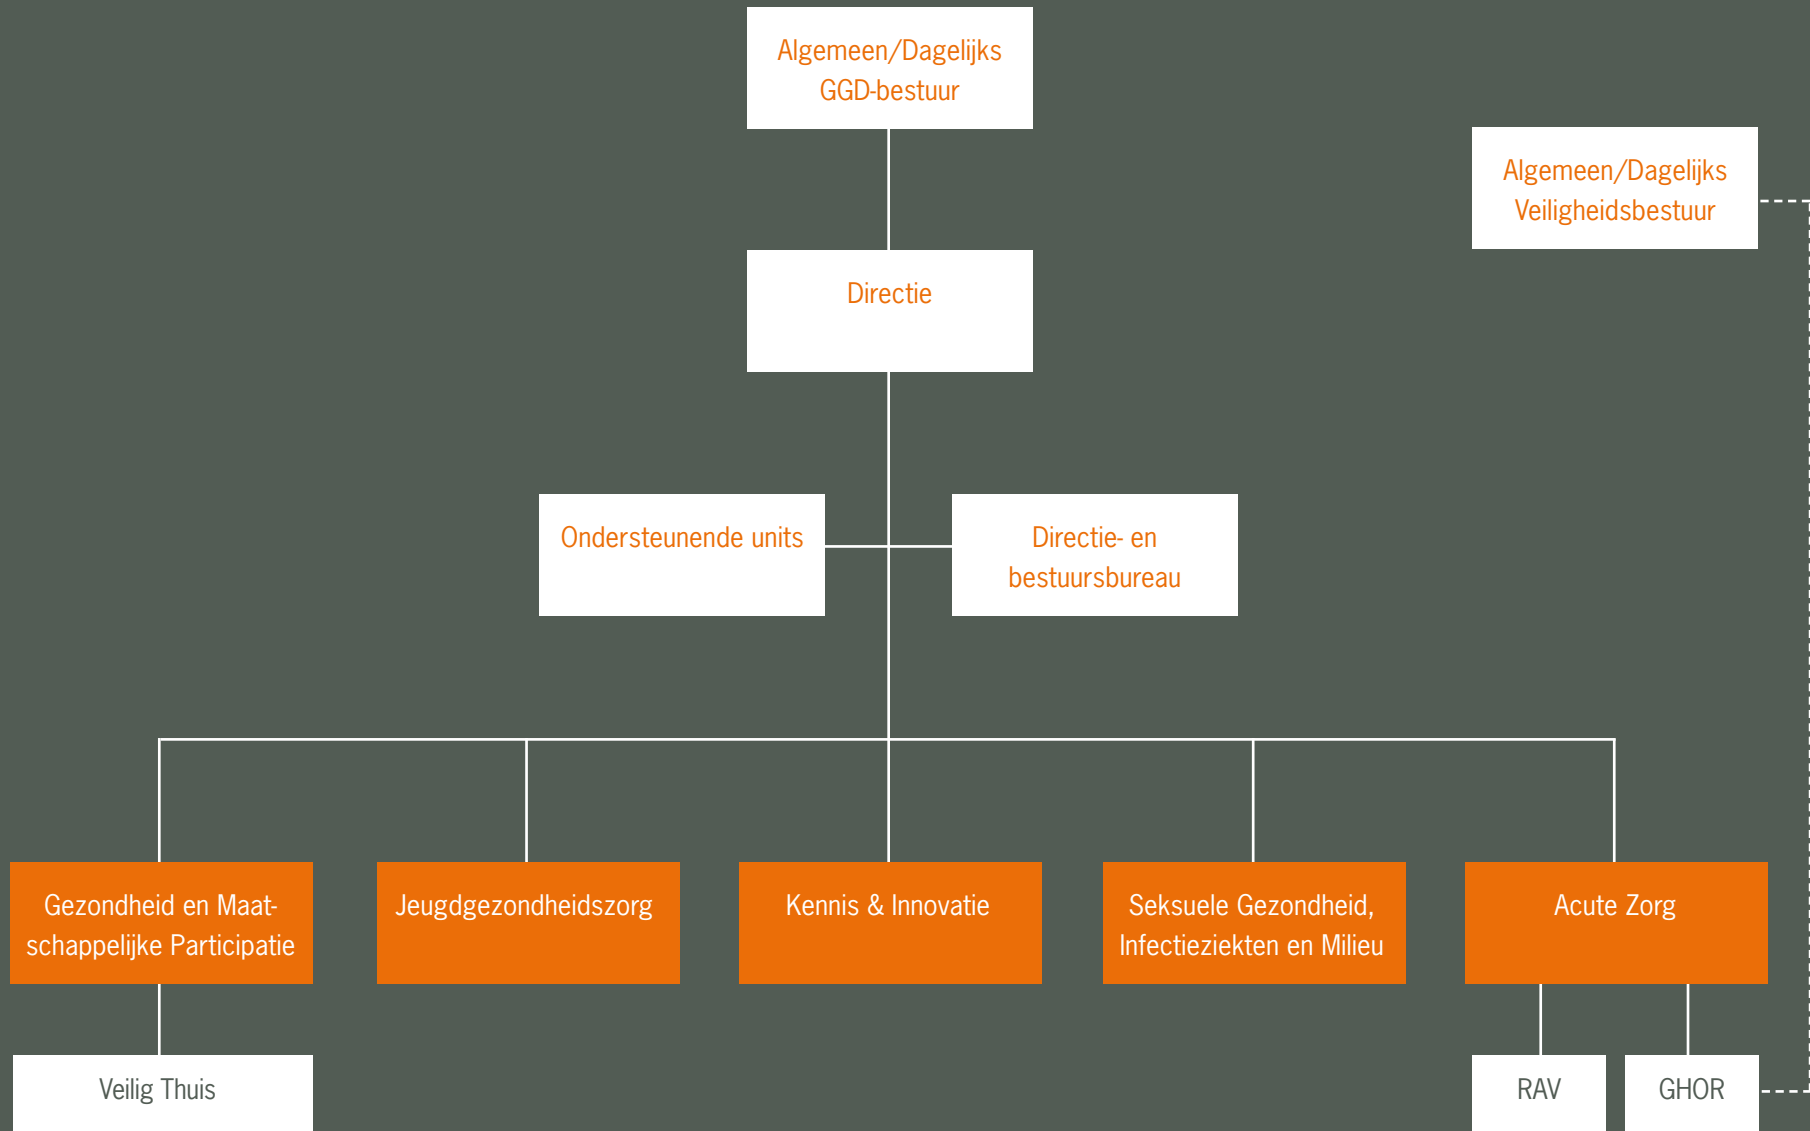 Algemeen/Dagelijks
GGD-bestuur
Algemeen/Dagelijks
Veiligheidsbestuur
Directie
Ondersteunende units
Directie- en
bestuursbureau
Gezondheid en Maat-
schappelijke Participatie
Jeugdgezondheidszorg
Kennis & Innovatie
Seksuele Gezondheid,
Infectieziekten en Milieu
Acute Zorg
Veilig Thuis
RAV
GHOR